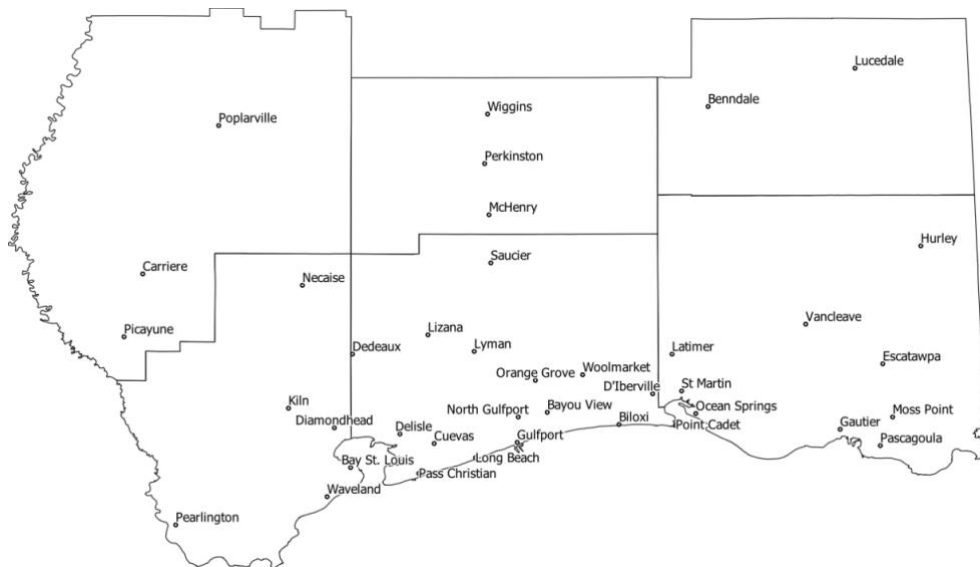 Lucedale
Benndale
Wiggins
Poplarville
Perkinston
McHenry
Hurley
Saucier
Carriere
Necaise
Vancleave
Picayune
Lizana
Dedeaux
Lyman
Latimer
Escatawpa
Orange Grove
Woolmarket
D'Iberville
St Martin
Kiln
North Gulfport
Bayou View
Ocean Springs
Moss Point
Diamondhead
Delisle
Biloxi
Point Cadet
Gautier
Cuevas
Gulfport
Pascagoula
Bay St. Louis
Long Beach
Pass Christian
Waveland
Pearlington